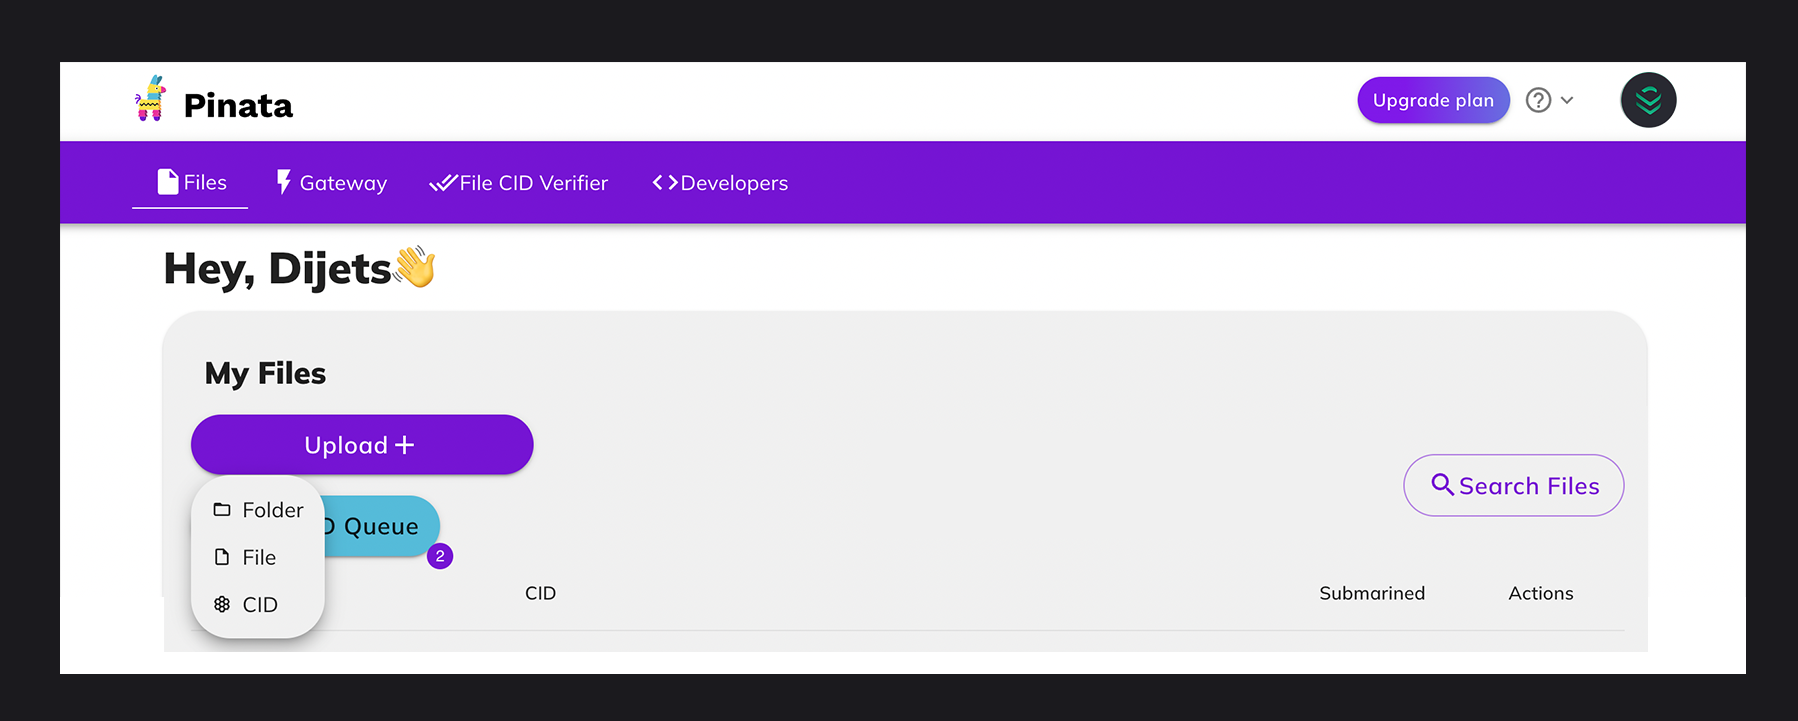 Pinata
Upgrade plan
Files
Gateway
File CID Verifier
Developers
Hey, Dijets👋
My Files
Upload +
Search Files
Folder
Queue
File
2
CID
CID
Submarined
Actions